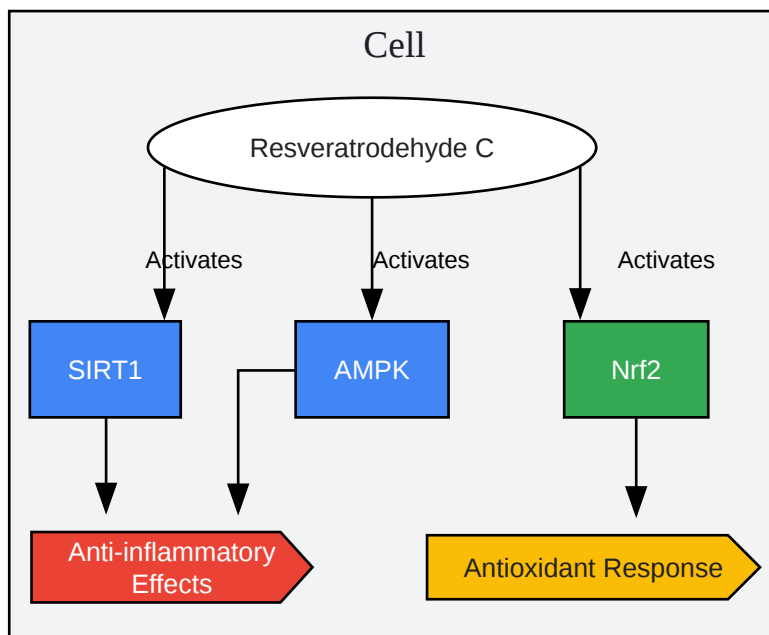 Cell
Resveratrodehyde C
Activates
Activates
Activates
SIRT1
AMPK
Nrf2
Anti-inflammatory
Effects
Antioxidant Response